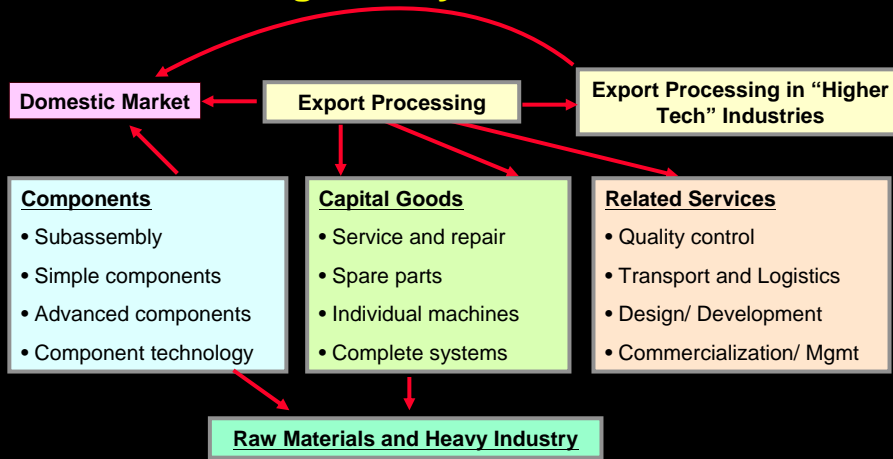 Domestic Market
Export Processing
Export Processing in “Higher
Tech” Industries
Components
• Subassembly
• Simple components
• Advanced components
• Component technology
Capital Goods
• Service and repair
• Spare parts
• Individual machines
• Complete systems
Related Services
• Quality control
• Transport and Logistics
• Design/ Development
• Commercialization/ Mgmt
Raw Materials and Heavy Industry